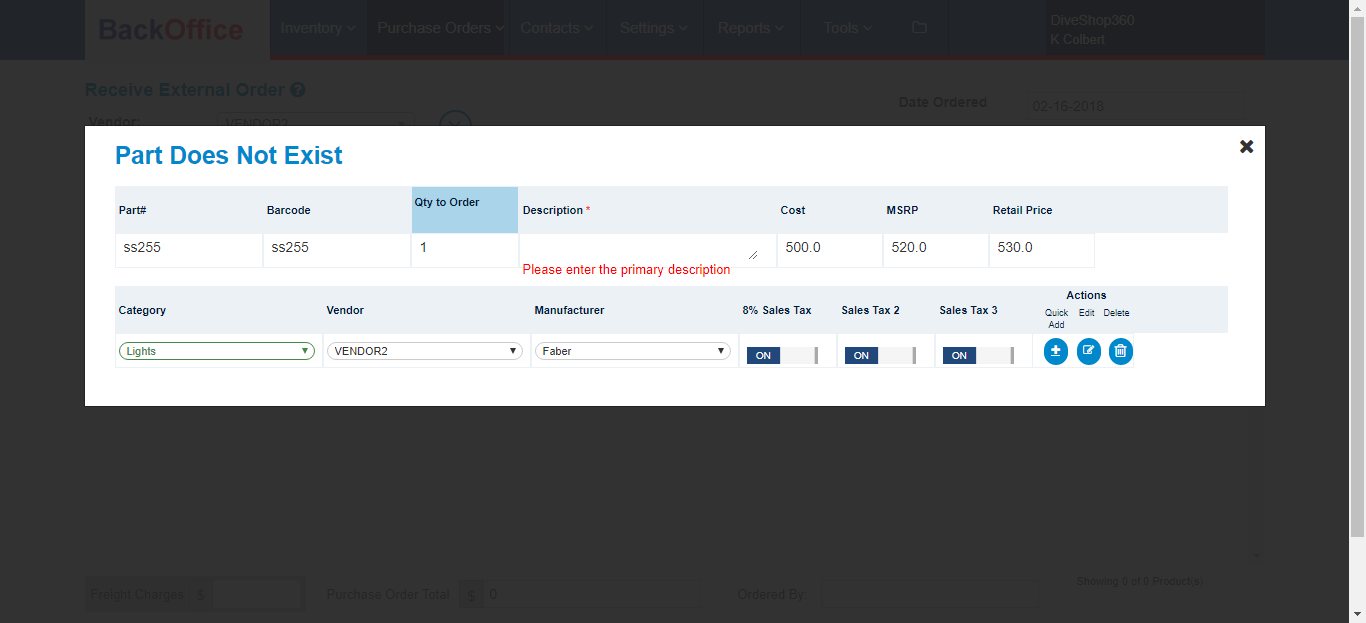 BackOffice
Inventory
Purchase Orders
Contacts
Settings
Reports
Tools
DiveShop360
K Colbert
Receive External Order ?
Date Ordered
02-16-2018
Vendor:
VENDOR2
Part Does Not Exist
Part#
Barcode
Qty to Order
Description *
Cost
MSRP
Retail Price
ss255
ss255
1
500.0
520.0
530.0
Please enter the primary description
Category
Vendor
Manufacturer
8% Sales Tax
Sales Tax 2
Sales Tax 3
Actions
Quick Add
Edit
Delete
Lights
VENDOR2
Faber
ON
ON
ON
Showing 0 of 0 Product(s)
Freight Charges
$
Purchase Order Total
$
0
Ordered By: